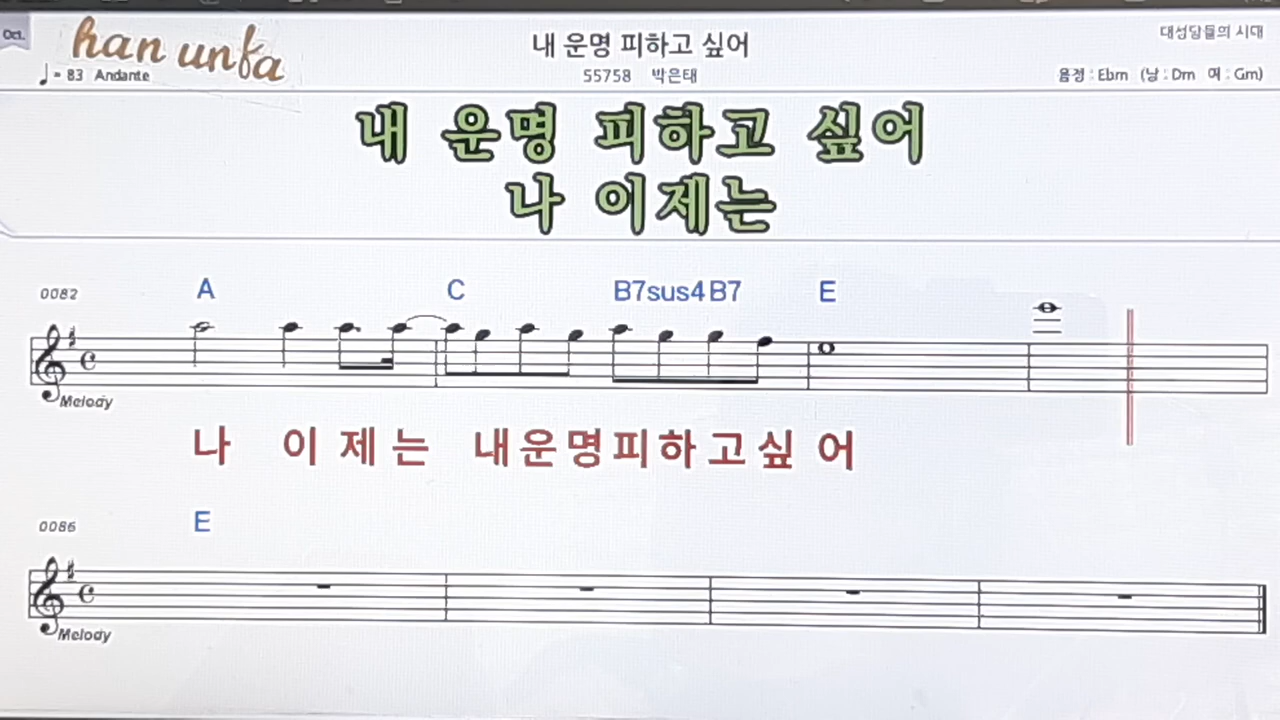 Oct.
han unfa
내 운명 피하고 싶어
대성당들의 시대
♩= 83 Andante
55758 박은태
음정 : Ebm (남 : Dm 여 : Gm)
내 운명 피하고 싶어
나 이제는
0082 A C B7sus4 B7 E
Melody
나 이 제 는 내 운 명 피 하 고 싶 어
0086 E
Melody